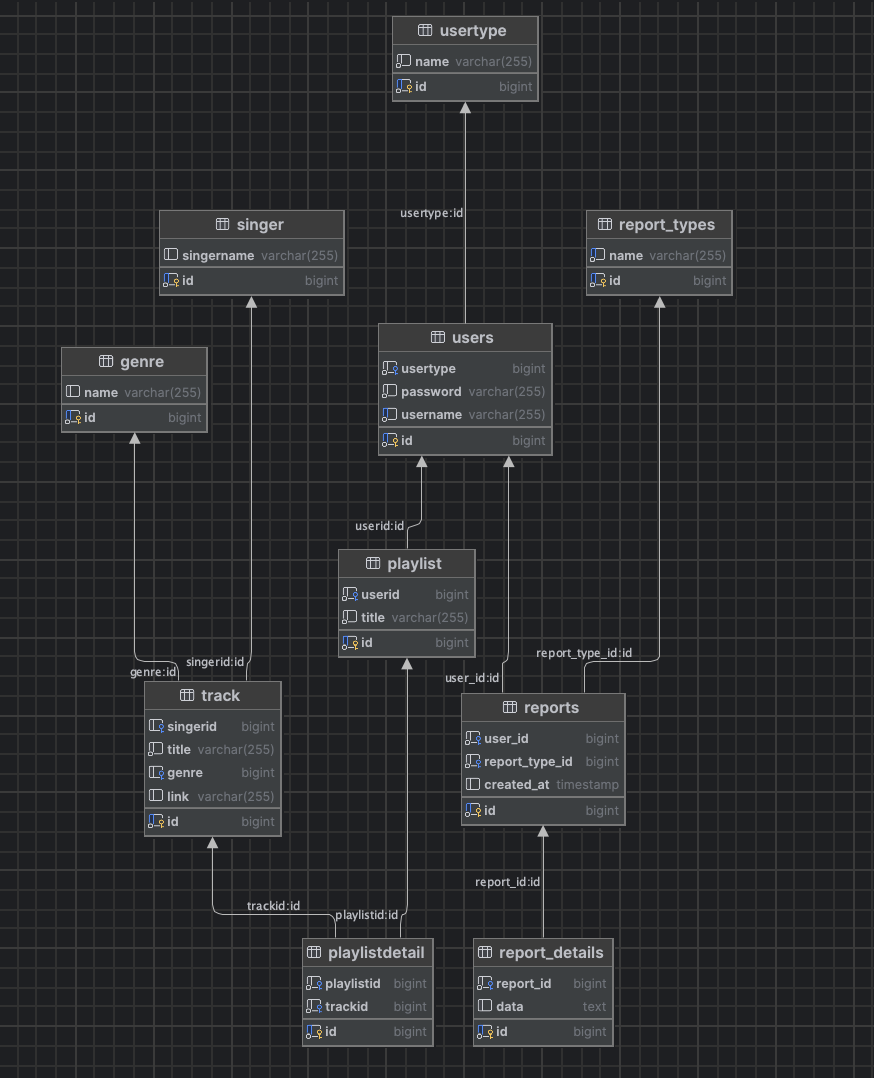 usertype
name varchar(255)
id bigint
usertype:id
singer
singername varchar(255)
id bigint
report_types
name varchar(255)
id bigint
users
usertype bigint
password varchar(255)
username varchar(255)
id bigint
genre
name varchar(255)
id bigint
userid:id
playlist
userid bigint
title varchar(255)
id bigint
genre:id
singerid:id
user_id:id
report_type_id:id
track
singerid bigint
title varchar(255)
genre bigint
link varchar(255)
id bigint
reports
user_id bigint
report_type_id bigint
created_at timestamp
id bigint
trackid:id
playlistid:id
report_id:id
playlistdetail
playlistid bigint
trackid bigint
id bigint
report_details
report_id bigint
data text
id bigint